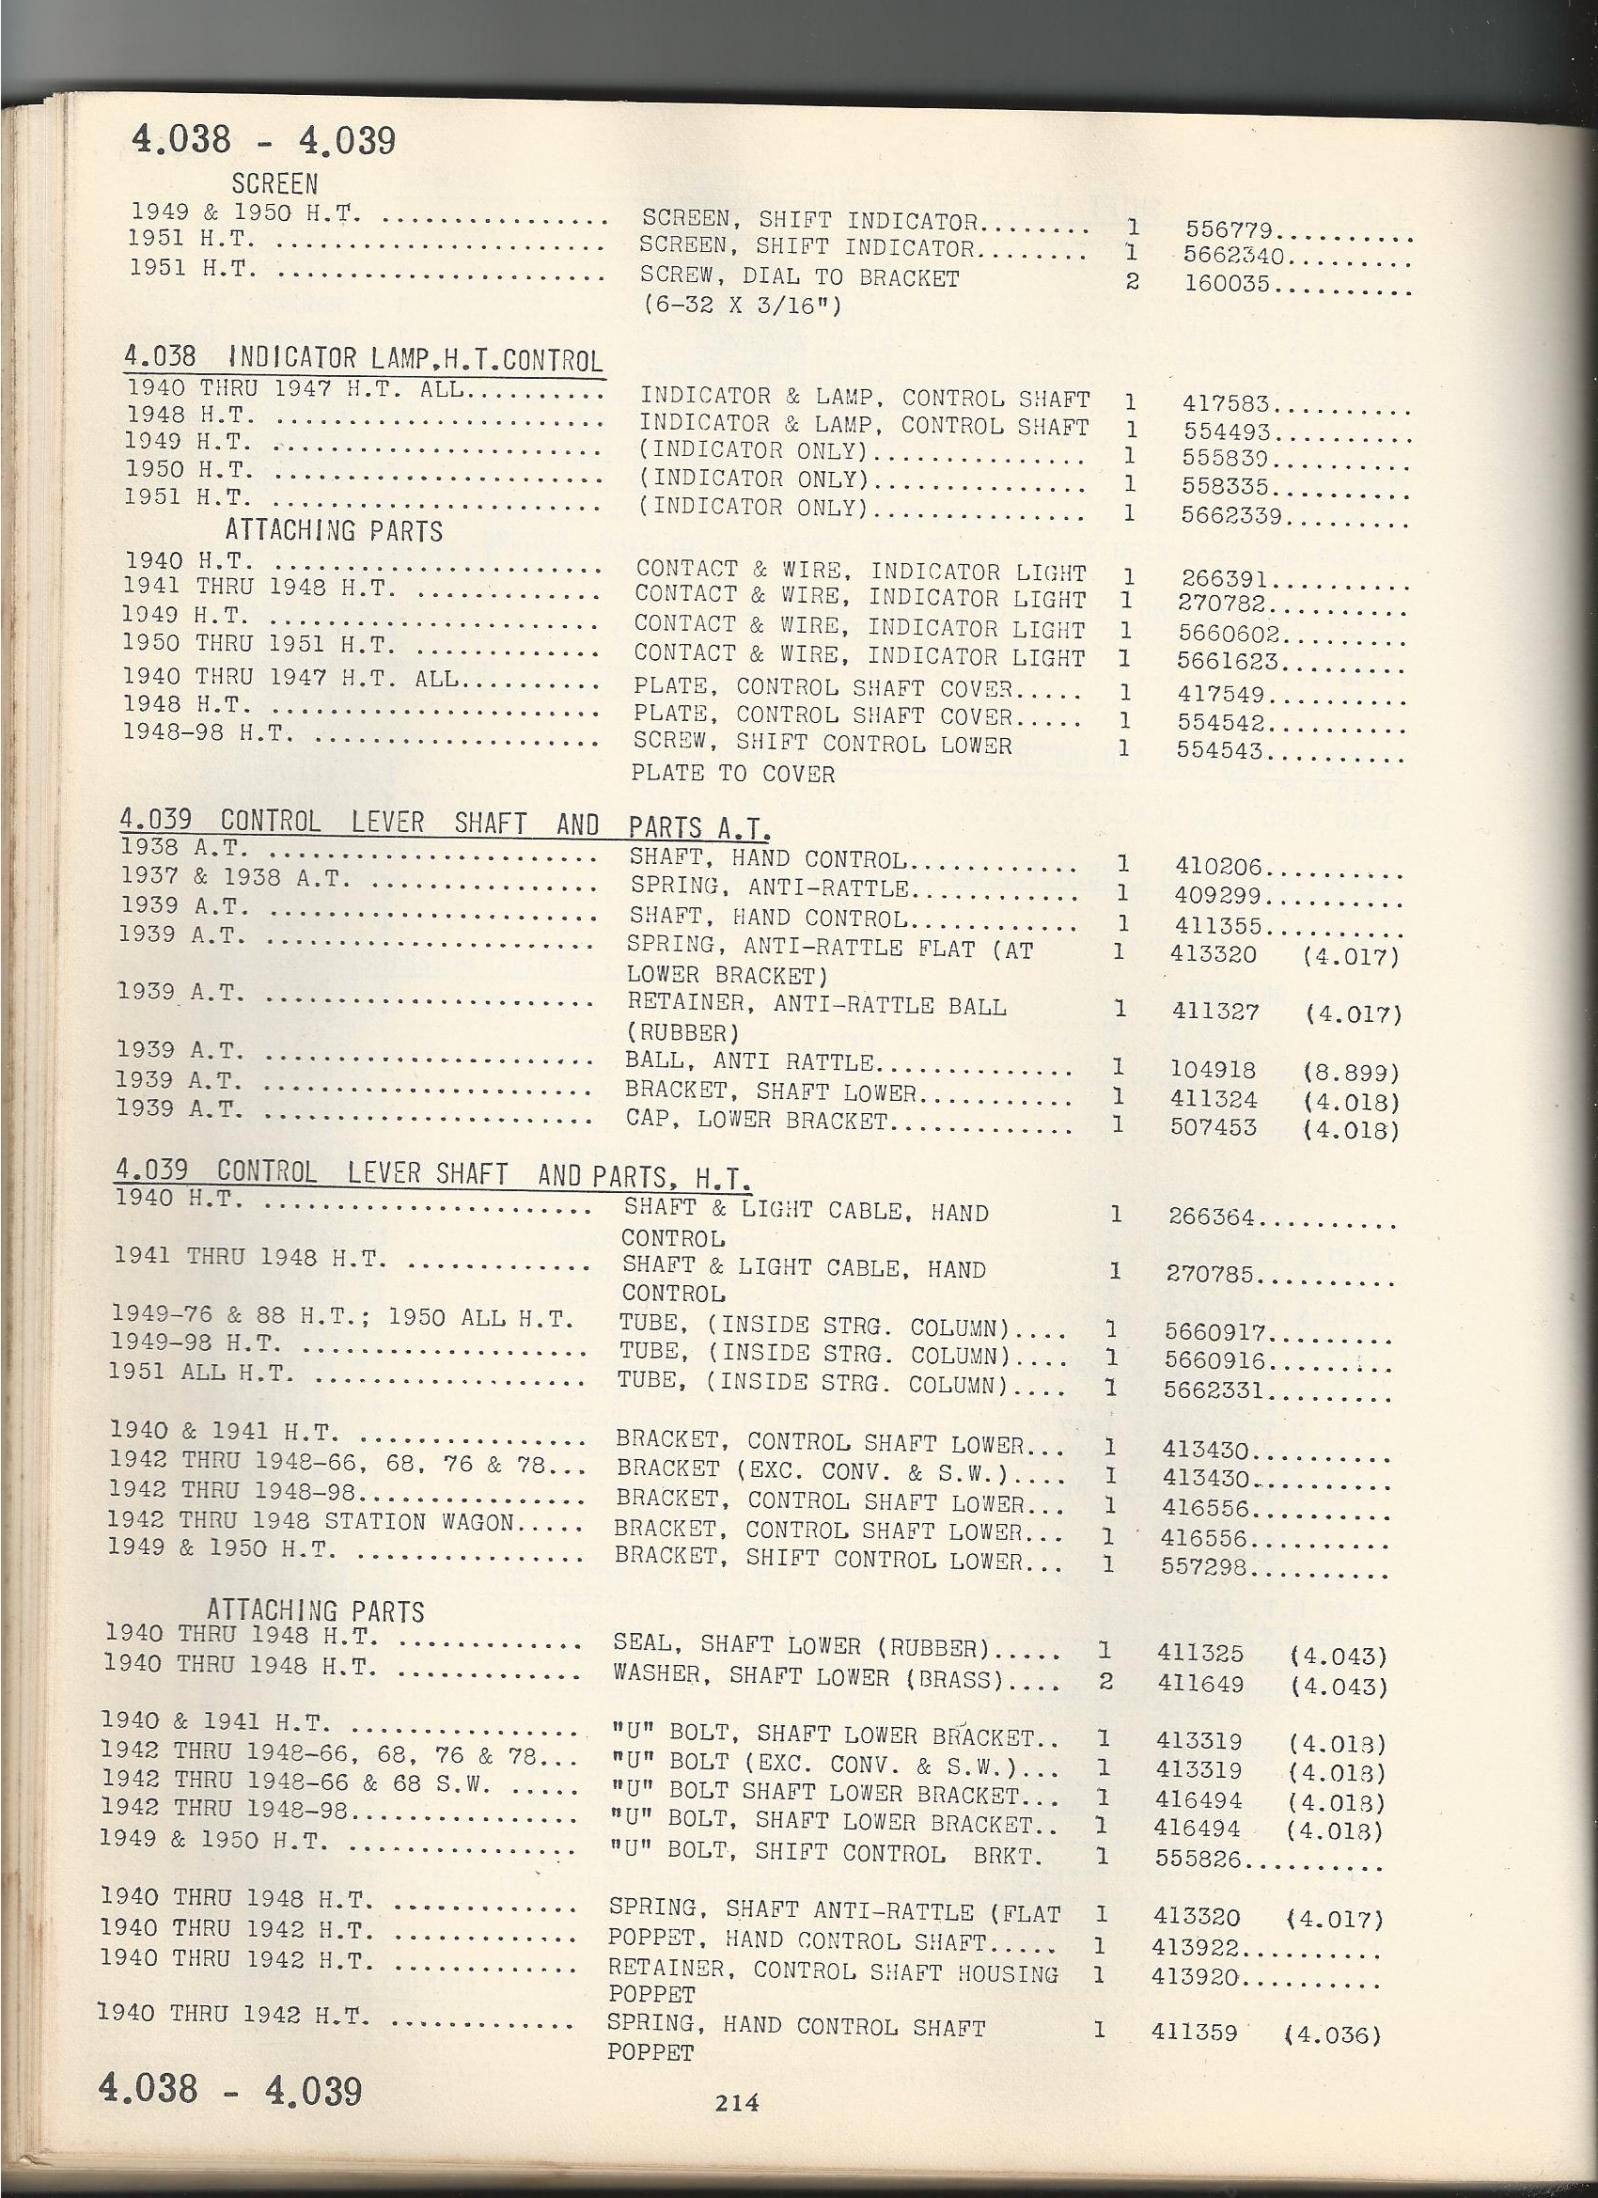 4.038 - 4.039
SCREEN
1949 & 1950 H.T. ................ SCREEN, SHIFT INDICATOR........ 1 556779..........
1951 H.T. ....................... SCREEN, SHIFT INDICATOR........ 1 5662340.........
1951 H.T. ....................... SCREW, DIAL TO BRACKET 2 160035..........
(6-32 X 3/16")
4.038 INDICATOR LAMP,H.T.CONTROL
1940 THRU 1947 H.T. ALL.......... INDICATOR & LAMP, CONTROL SHAFT 1 417583..........
1948 H.T. ....................... INDICATOR & LAMP, CONTROL SHAFT 1 554493..........
1949 H.T. ....................... (INDICATOR ONLY)............... 1 555839..........
1950 H.T. ....................... (INDICATOR ONLY)............... 1 558335..........
1951 H.T. ....................... (INDICATOR ONLY)............... 1 5662339.........
ATTACHING PARTS
1940 H.T. ....................... CONTACT & WIRE, INDICATOR LIGHT 1 266391..........
1941 THRU 1948 H.T. ............. CONTACT & WIRE, INDICATOR LIGHT 1 270782..........
1949 H.T. ....................... CONTACT & WIRE, INDICATOR LIGHT 1 5660602.........
1950 THRU 1951 H.T. ............. CONTACT & WIRE, INDICATOR LIGHT 1 5661623.........
1940 THRU 1947 H.T. ALL.......... PLATE, CONTROL SHAFT COVER..... 1 417549..........
1948 H.T. ....................... PLATE, CONTROL SHAFT COVER..... 1 554542..........
1948-98 H.T. .................... SCREW, SHIFT CONTROL LOWER 1 554543..........
PLATE TO COVER
4.039 CONTROL LEVER SHAFT AND PARTS A.T.
1938 A.T. ....................... SHAFT, HAND CONTROL............ 1 410206..........
1937 & 1938 A.T. ................ SPRING, ANTI-RATTLE............ 1 409299..........
1939 A.T. ....................... SHAFT, HAND CONTROL............ 1 411355..........
1939 A.T. ....................... SPRING, ANTI-RATTLE FLAT (AT 1 413320 (4.017)
LOWER BRACKET)
1939 A.T. ....................... RETAINER, ANTI-RATTLE BALL 1 411327 (4.017)
(RUBBER)
1939 A.T. ....................... BALL, ANTI RATTLE.............. 1 104918 (8.899)
1939 A.T. ....................... BRACKET, SHAFT LOWER........... 1 411324 (4.018)
1939 A.T. ....................... CAP, LOWER BRACKET............. 1 507453 (4.018)
4.039 CONTROL LEVER SHAFT AND PARTS, H.T.
1940 H.T. ....................... SHAFT & LIGHT CABLE, HAND 1 266364..........
CONTROL
1941 THRU 1948 H.T. ............. SHAFT & LIGHT CABLE, HAND 1 270785..........
CONTROL
1949-76 & 88 H.T.; 1950 ALL H.T. TUBE, (INSIDE STRG. COLUMN).... 1 5660917.........
1949-98 H.T. .................... TUBE, (INSIDE STRG. COLUMN).... 1 5660916.........
1951 ALL H.T. ................... TUBE, (INSIDE STRG. COLUMN).... 1 5662331.........
1940 & 1941 H.T. ................ BRACKET, CONTROL SHAFT LOWER... 1 413430..........
1942 THRU 1948-66, 68, 76 & 78... BRACKET (EXC. CONV. & S.W.).... 1 413430..........
1942 THRU 1948-98................ BRACKET, CONTROL SHAFT LOWER... 1 416556..........
1942 THRU 1948 STATION WAGON..... BRACKET, CONTROL SHAFT LOWER... 1 416556..........
1949 & 1950 H.T. ................ BRACKET, SHIFT CONTROL LOWER... 1 557298..........
ATTACHING PARTS
1940 THRU 1948 H.T. ............. SEAL, SHAFT LOWER (RUBBER)..... 1 411325 (4.043)
1940 THRU 1948 H.T. ............. WASHER, SHAFT LOWER (BRASS).... 2 411649 (4.043)
1940 & 1941 H.T. ................ "U" BOLT, SHAFT LOWER BRACKET.. 1 413319 (4.018)
1942 THRU 1948-66, 68, 76 & 78... "U" BOLT (EXC. CONV. & S.W.)... 1 413319 (4.018)
1942 THRU 1948-66 & 68 S.W. ..... "U" BOLT SHAFT LOWER BRACKET... 1 416494 (4.018)
1942 THRU 1948-98................ "U" BOLT, SHAFT LOWER BRACKET.. 1 416494 (4.018)
1949 & 1950 H.T. ................ "U" BOLT, SHIFT CONTROL BRKT. 1 555826..........
1940 THRU 1948 H.T. ............. SPRING, SHAFT ANTI-RATTLE (FLAT 1 413320 (4.017)
1940 THRU 1942 H.T. ............. POPPET, HAND CONTROL SHAFT..... 1 413922..........
1940 THRU 1942 H.T. ............. RETAINER, CONTROL SHAFT HOUSING 1 413920..........
POPPET
1940 THRU 1942 H.T. ............. SPRING, HAND CONTROL SHAFT 1 411359 (4.036)
POPPET
4.038 - 4.039
214